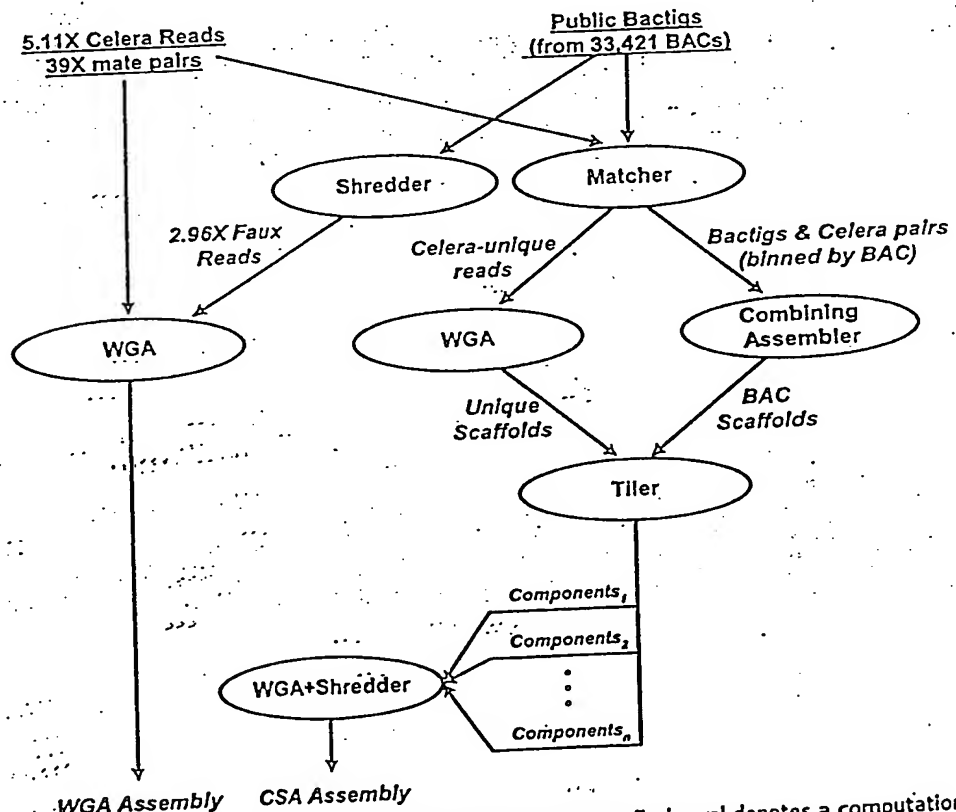 5.11X Celera Reads
39X mate pairs
Public Bactigs
(from 33,421 BACs)
Shredder
Matcher
2.96X Faux
Reads
Celera-unique
reads
Bactigs & Celera pairs
(binned by BAC)
WGA
WGA
Combining
Assembler
Unique
Scaffolds
BAC
Scaffolds
Tiler
Components1
Components2
WGA+Shredder
Componentsn
WGA Assembly
CSA Assembly
denotes a computation